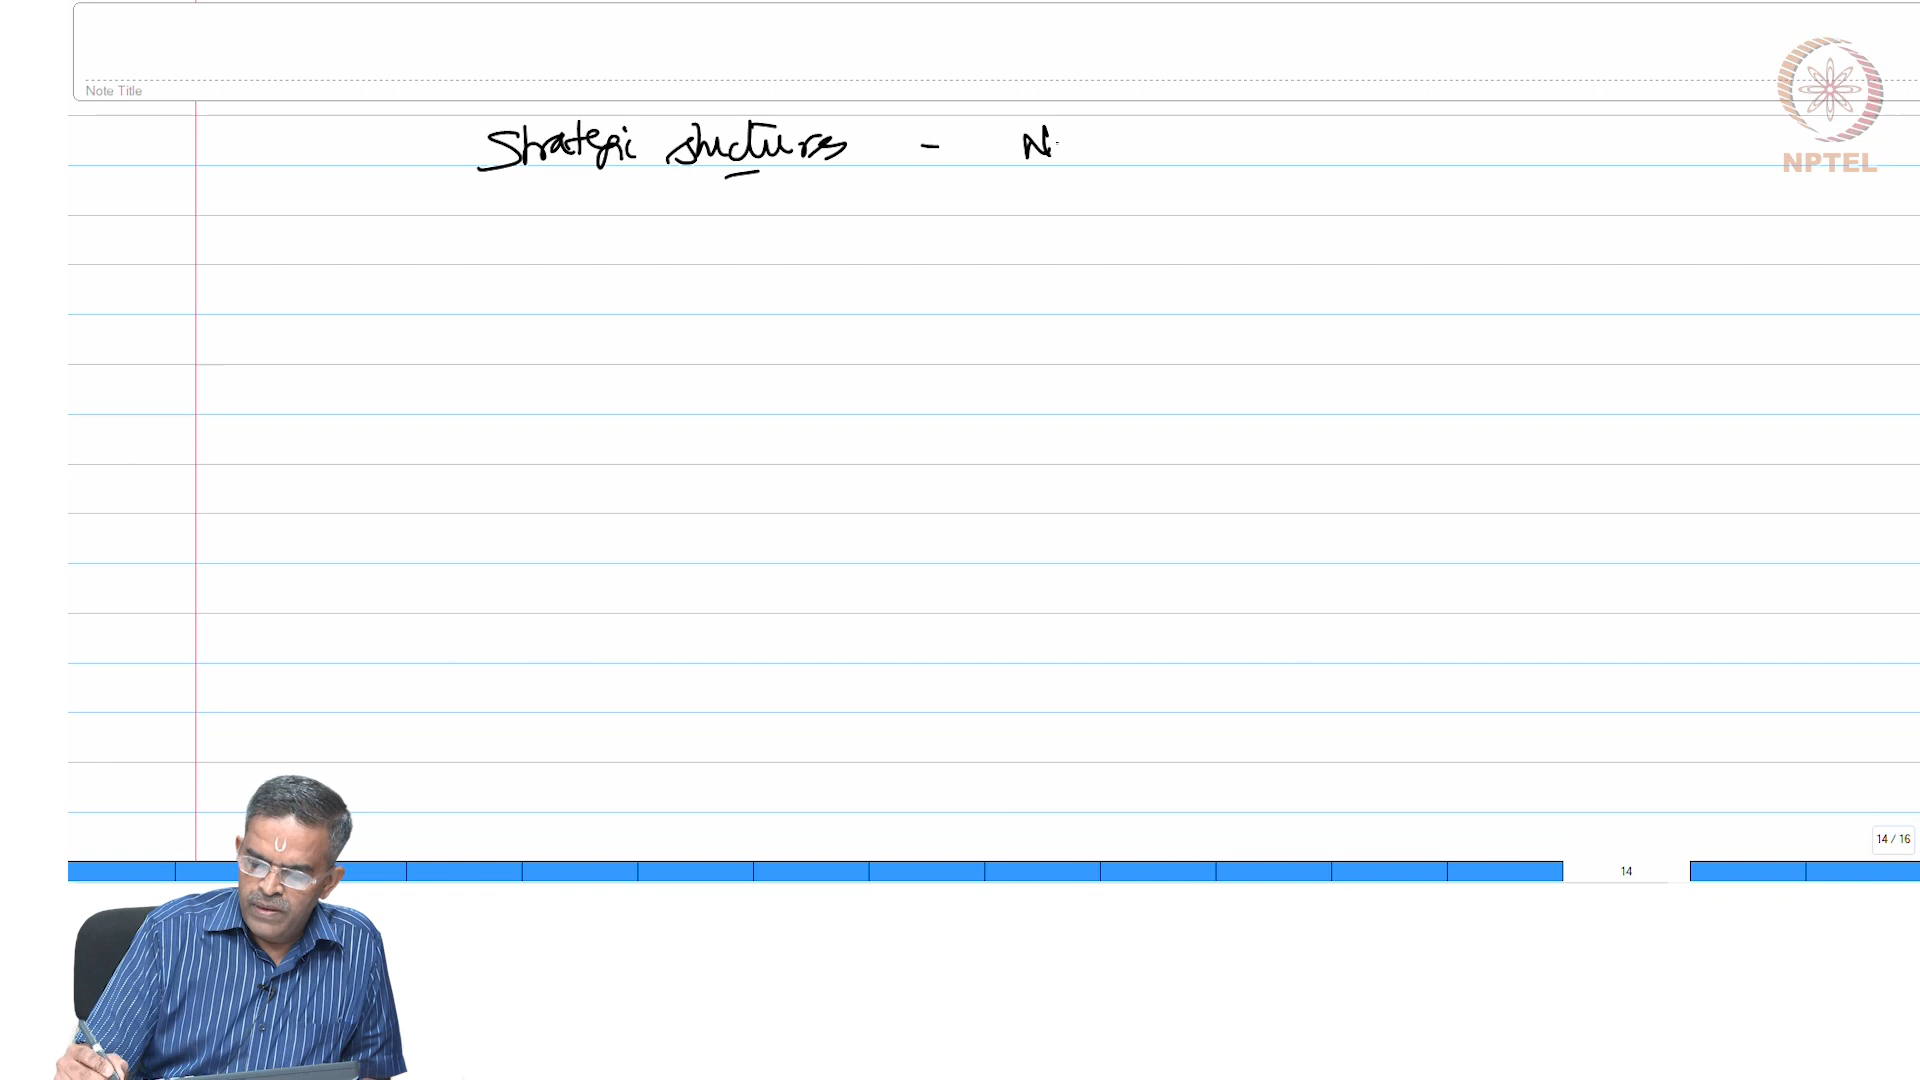 Note Title
NPTEL
Strategic structures - N
14 / 16
14